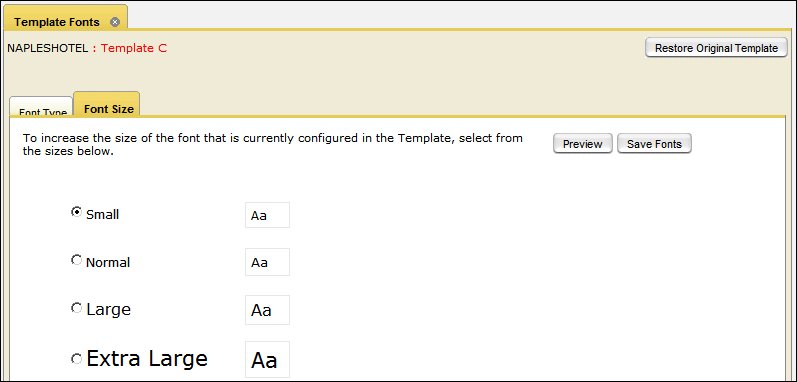 Template Fonts
NAPLESHOTEL : Template C
Restore Original Template
Font Type
Font Size
To increase the size of the font that is currently configured in the Template, select from
the sizes below.
Preview
Save Fonts
Small
Aa
Normal
Aa
Large
Aa
Extra Large
Aa